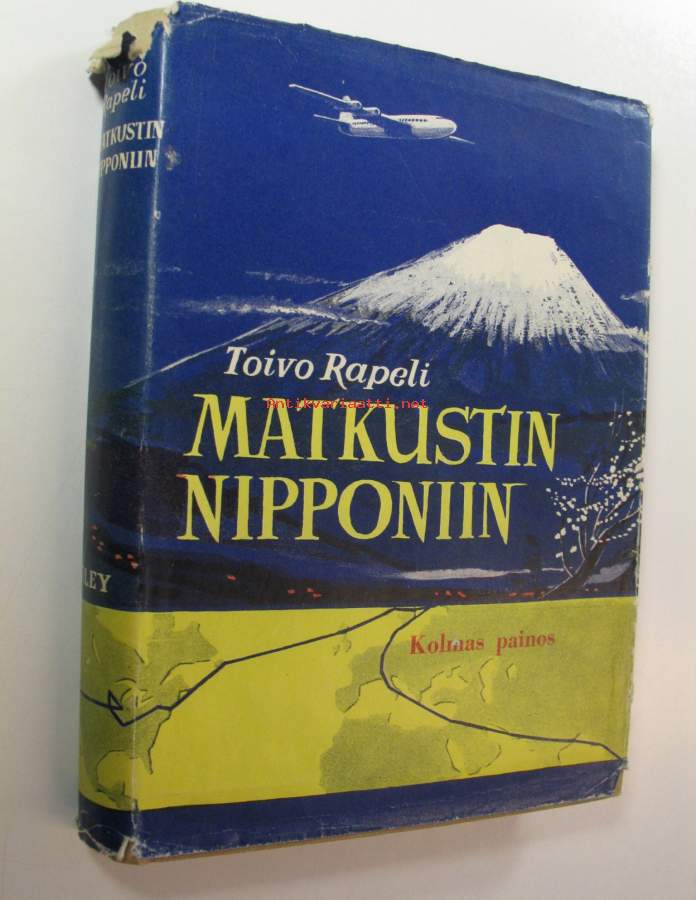 Toivo
Rapeli
MATKUSTIN
NIPPONIIN
Toivo Rapeli
Antikvariaatti.net
MATKUSTIN
NIPPONIIN
LEY
Kolmas painos